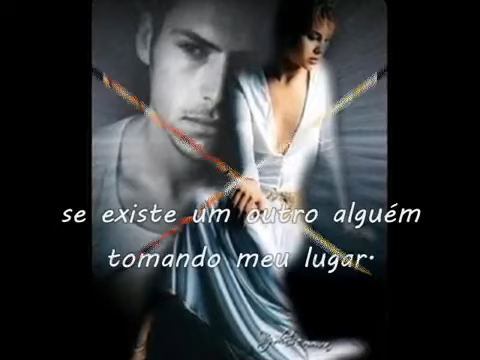 se existe um outro alguém
tomando meu lugar.